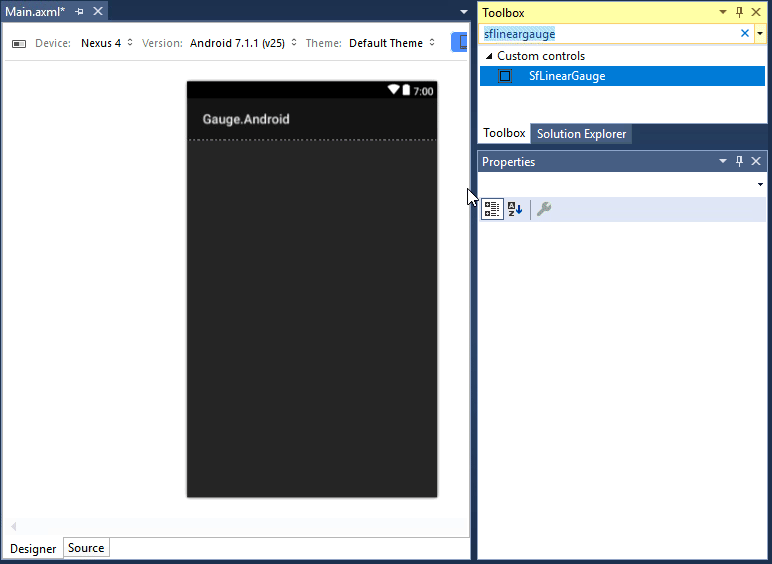 Main.axml*
Device: Nexus 4 Version: Android 7.1.1 (v25) Theme: Default Theme
7:00
Gauge.Android
Designer Source
Toolbox
sflineargauge
Custom controls
SfLinearGauge
Toolbox Solution Explorer
Properties